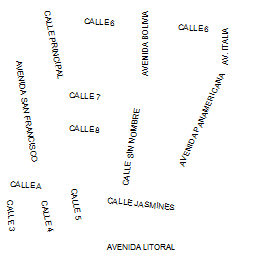 CALLE PRINCIPAL
CALLE 6
AVENIDA BOLIVIA
CALLE 6
AV. ITALIA
AVENIDA SAN FRANCISCO
CALLE 7
CALLE 8
CALLE SIN NOMBRE
AVENIDA PANAMERICANA
CALLE A
CALLE 3
CALLE 4
CALLE 5
CALLE JASMINES
AVENIDA LITORAL